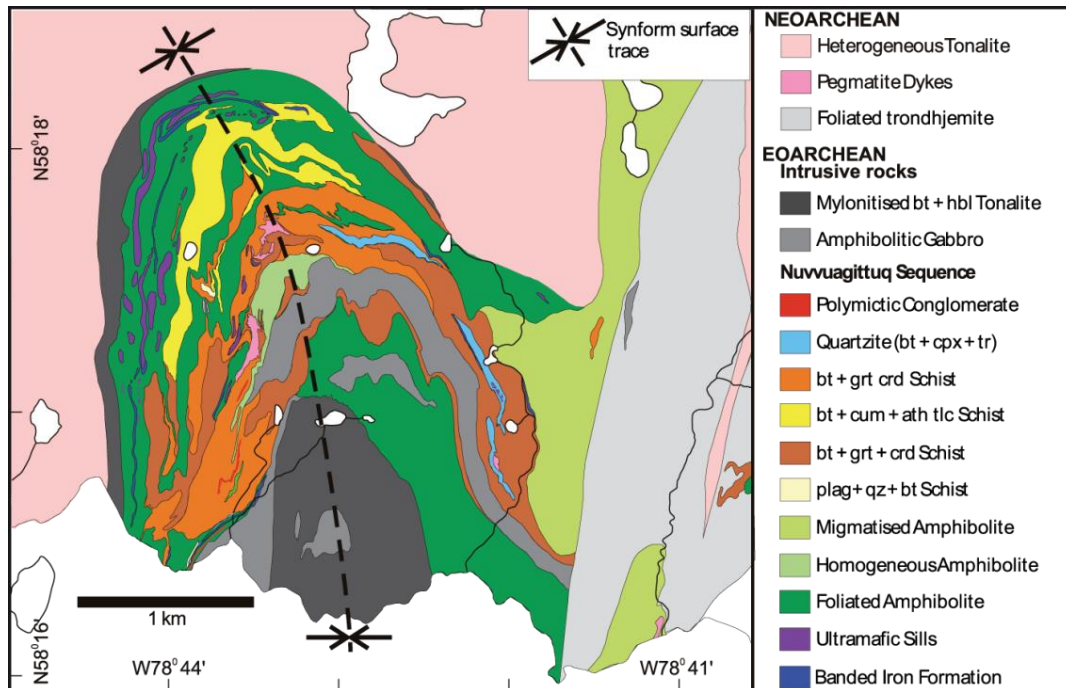 Synform surface
trace
N58°18'
N58°16'
1 km
W78°44'
W78°41'
NEOARCHEAN
Heterogeneous Tonalite
Pegmatite Dykes
Foliated trondhjemite
EOARCHEAN
Intrusive rocks
Mylonitised bt + hbl Tonalite
Amphibolitic Gabbro
Nuvvuagittuq Sequence
Polymictic Conglomerate
Quartzite (bt + cpx + tr)
bt + grt crd Schist
bt + cum + ath tlc Schist
bt + grt + crd Schist
plag + qz + bt Schist
Migmatised Amphibolite
Homogeneous Amphibolite
Foliated Amphibolite
Ultramafic Sills
Banded Iron Formation